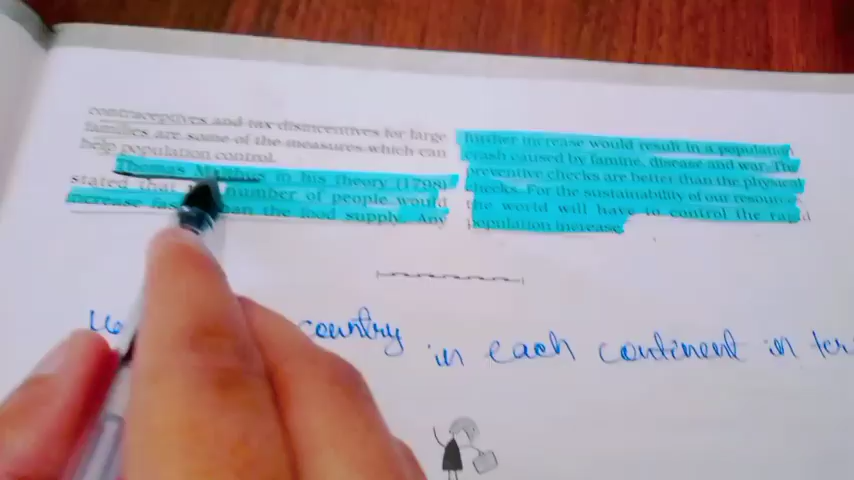 contraceptives and tax disincentives for large
families are some of the measures which can
help population control.
Thomas Malthus in his theory (1798)
stated that number of people would
increase than the food supply. Any
further increase would result in a population
crash caused by famine, disease and war. The
preventive checks are better than the physical
checks. For the sustainability of our resources
the world will have to control the rapid
population increase.
country in each continent in